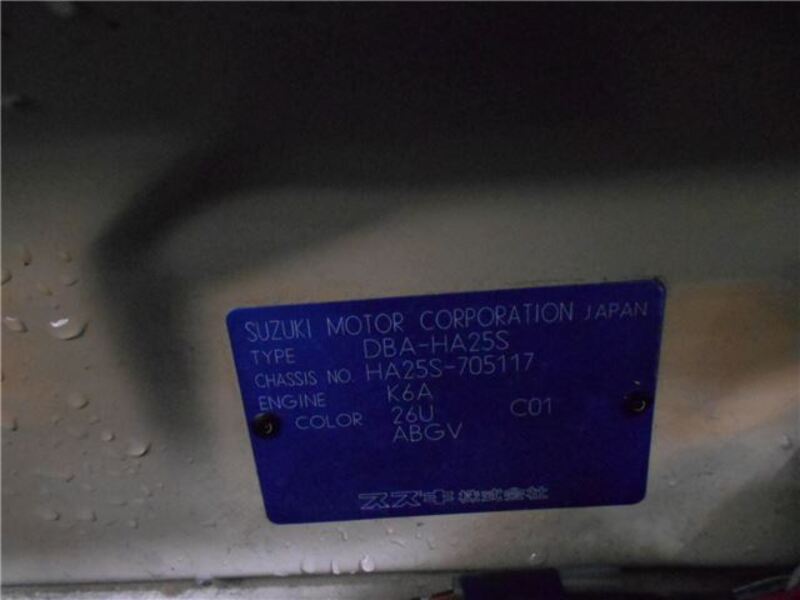 SUZUKI MOTOR CORPORATION JAPAN
TYPE DBA-HA25S
CHASSIS NO. HA25S-705117
ENGINE K6A
COLOR 26U C01
ABGV
スズキ株式会社